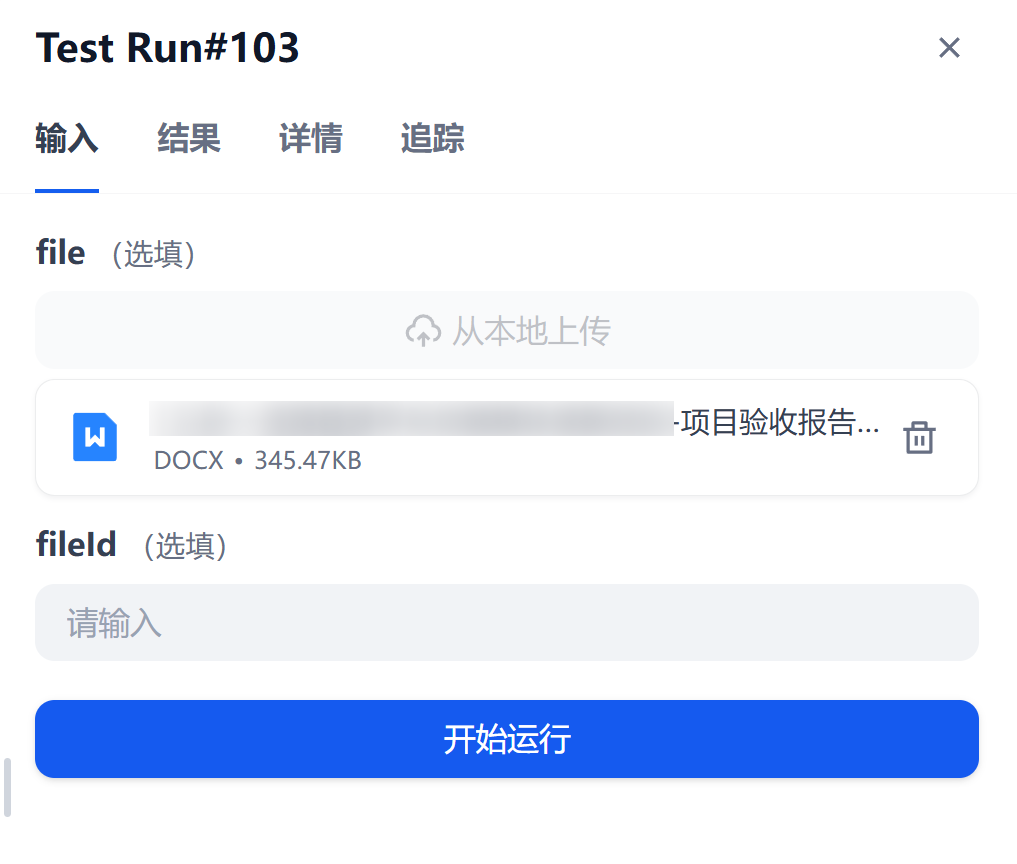 Test Run#103
输入 结果 详情 追踪
file (选填)
从本地上传
-项目验收报告...
DOCX • 345.47KB
fileId (选填)
请输入
开始运行